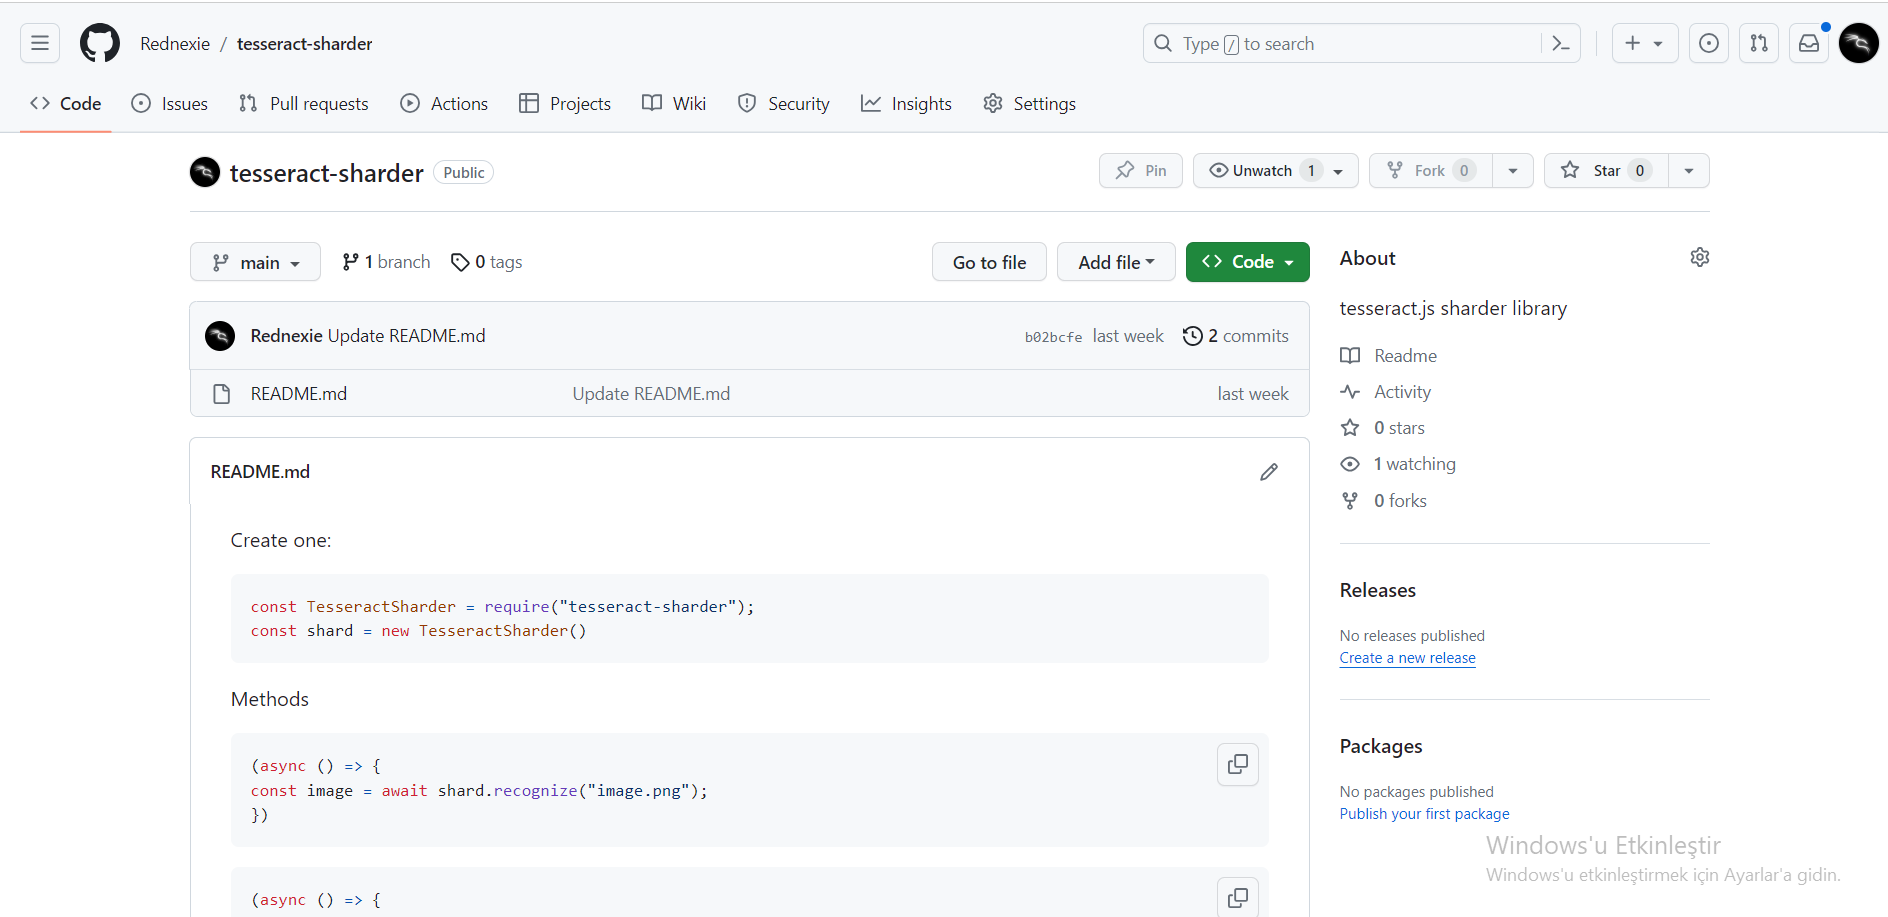 Rednexie / tesseract-sharder
Type / to search
Code Issues Pull requests Actions Projects Wiki Security Insights Settings
tesseract-sharder Public
Pin Unwatch 1 Fork 0 Star 0
main 1 branch 0 tags
Go to file Add file Code
Rednexie Update README.md b02bcfe last week 2 commits
README.md Update README.md last week
README.md
Create one:
const TesseractSharder = require("tesseract-sharder");
const shard = new TesseractSharder()
Methods
(async () => {
const image = await shard.recognize("image.png");
})
(async () => {
About
tesseract.js sharder library
Readme
Activity
0 stars
1 watching
0 forks
Releases
No releases published
Create a new release
Packages
No packages published
Publish your first package
Windows'u Etkinleştir
Windows'u etkinleştirmek için Ayarlar'a gidin.